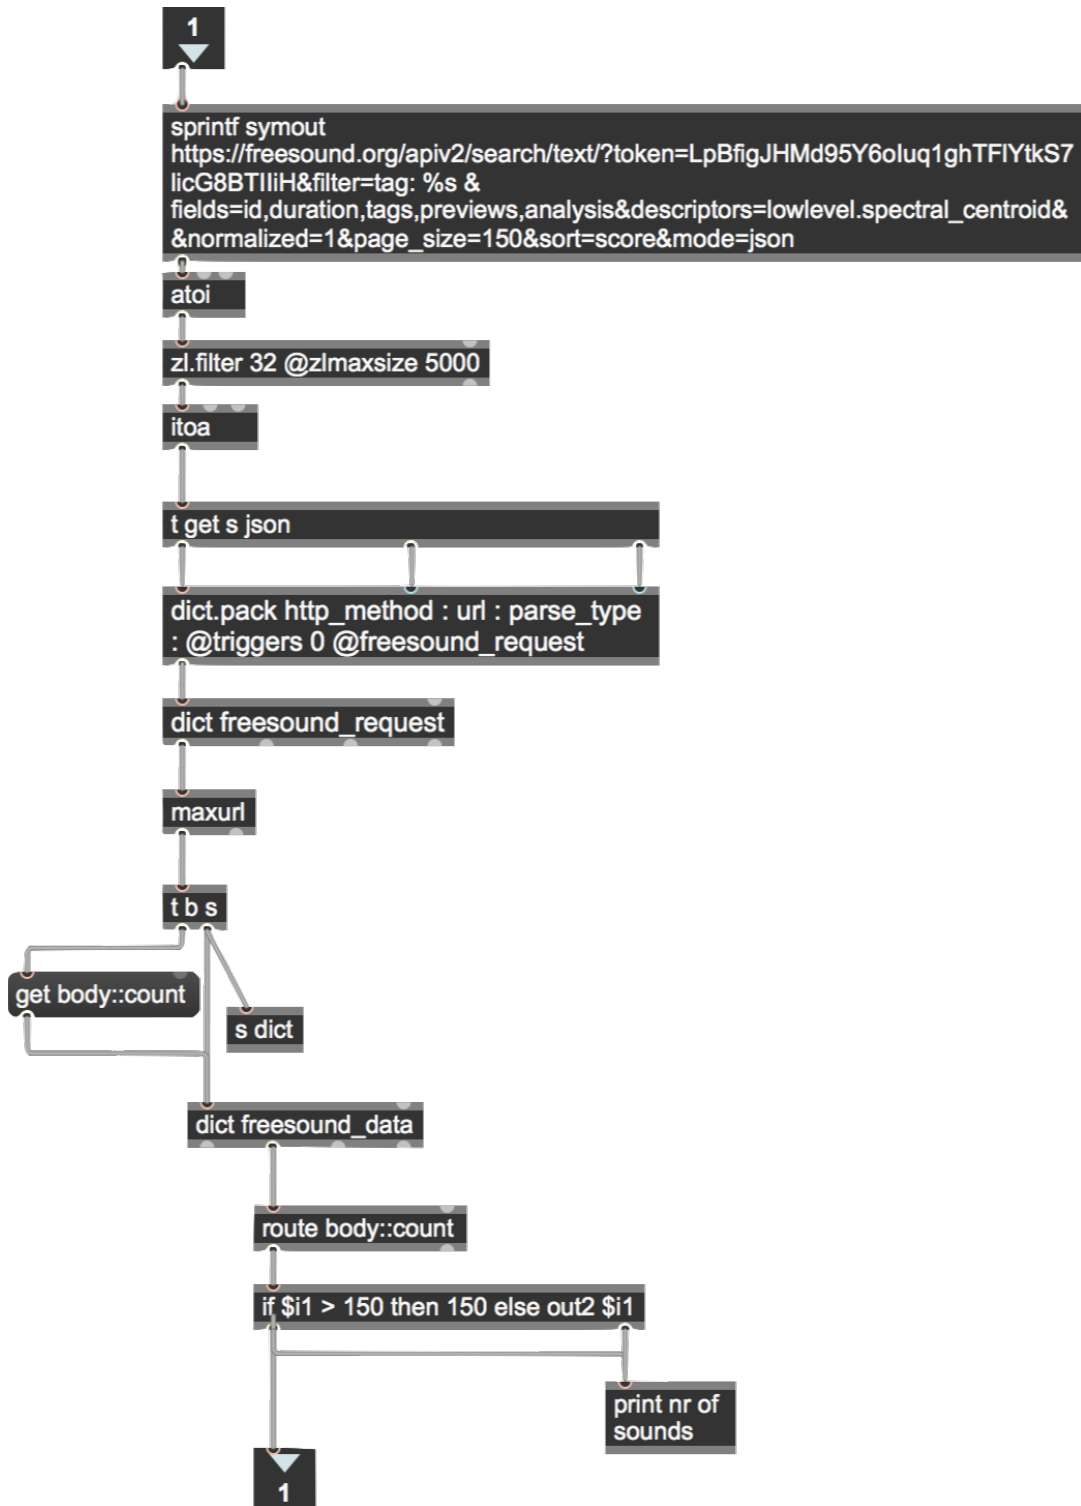 1
sprintf symout
https://freesound.org/apiv2/search/text/?token=LpBfigJHMd95Y6oIuq1ghTFlYtkS7
licG8BTIIiH&filter=tag: %s &
fields=id,duration,tags,previews,analysis&descriptors=lowlevel.spectral_centroid&
&normalized=1&page_size=150&sort=score&mode=json
atoi
zl.filter 32 @zlmaxsize 5000
itoa
t get s json
dict.pack http_method : url : parse_type
: @triggers 0 @freesound_request
dict freesound_request
maxurl
t b s
get body::count
s dict
dict freesound_data
route body::count
if $i1 > 150 then 150 else out2 $i1
print nr of
sounds
1